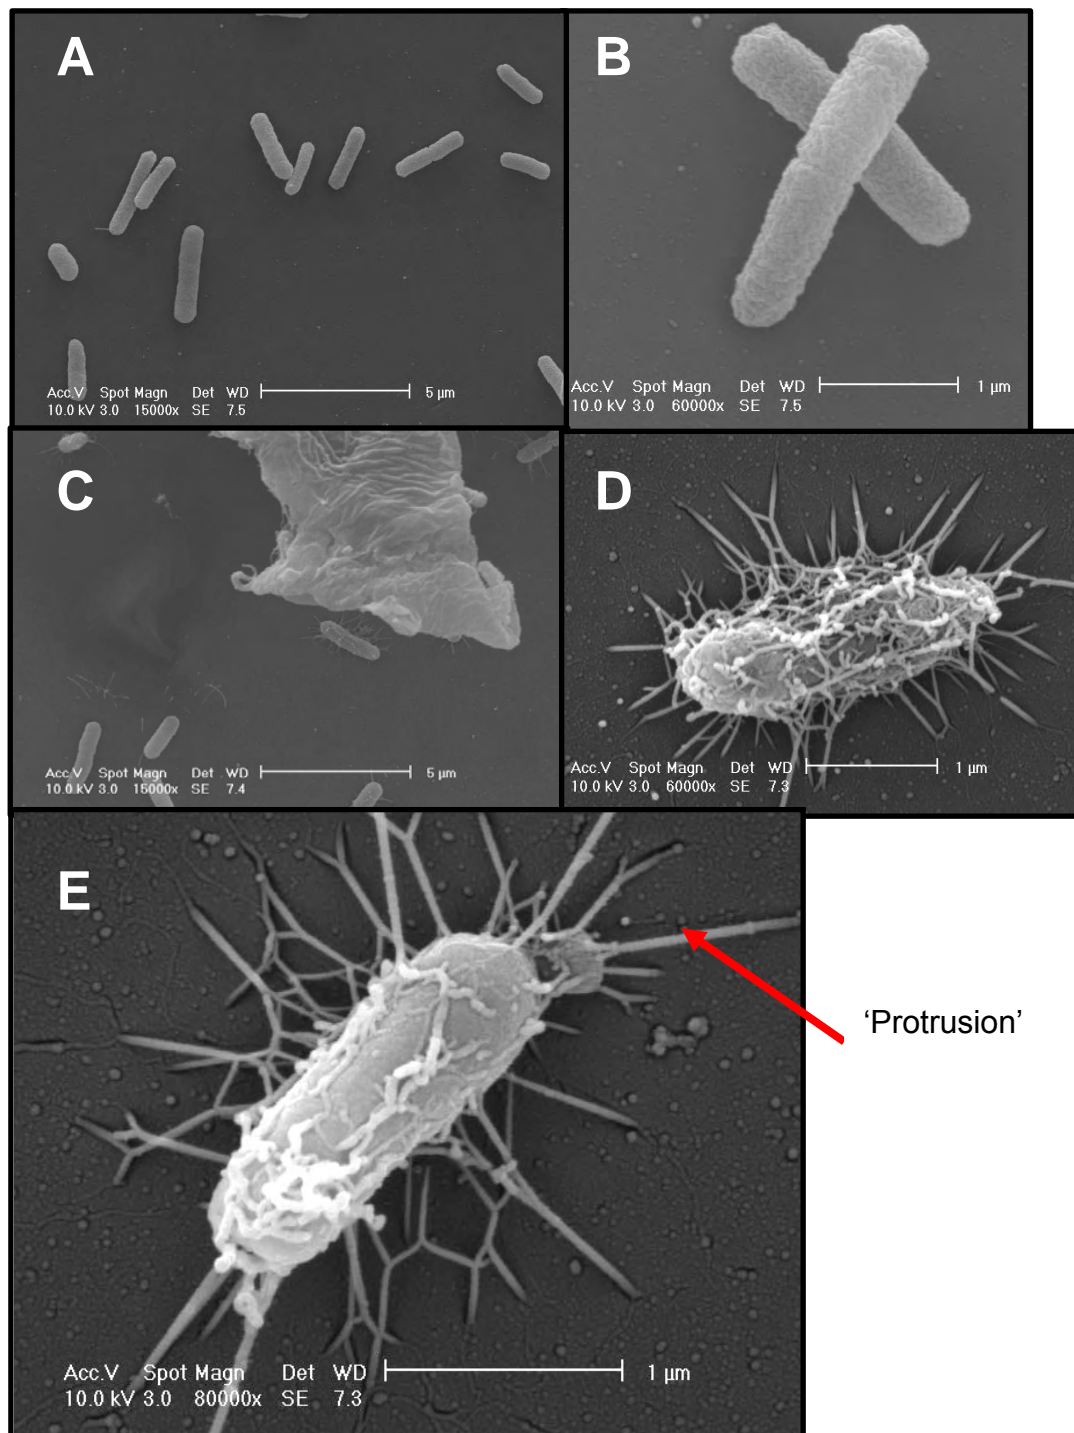 A
Acc.V Spot Magn Det WD 5 µm
10.0 kV 3.0 15000x SE 7.5
B
Acc.V Spot Magn Det WD 1 µm
10.0 kV 3.0 60000x SE 7.5
C
Acc.V Spot Magn Det WD 5 µm
10.0 kV 3.0 15000x SE 7.4
D
Acc.V Spot Magn Det WD 1 µm
10.0 kV 3.0 60000x SE 7.3
E
‘Protrusion’
Acc.V Spot Magn Det WD 1 µm
10.0 kV 3.0 80000x SE 7.3